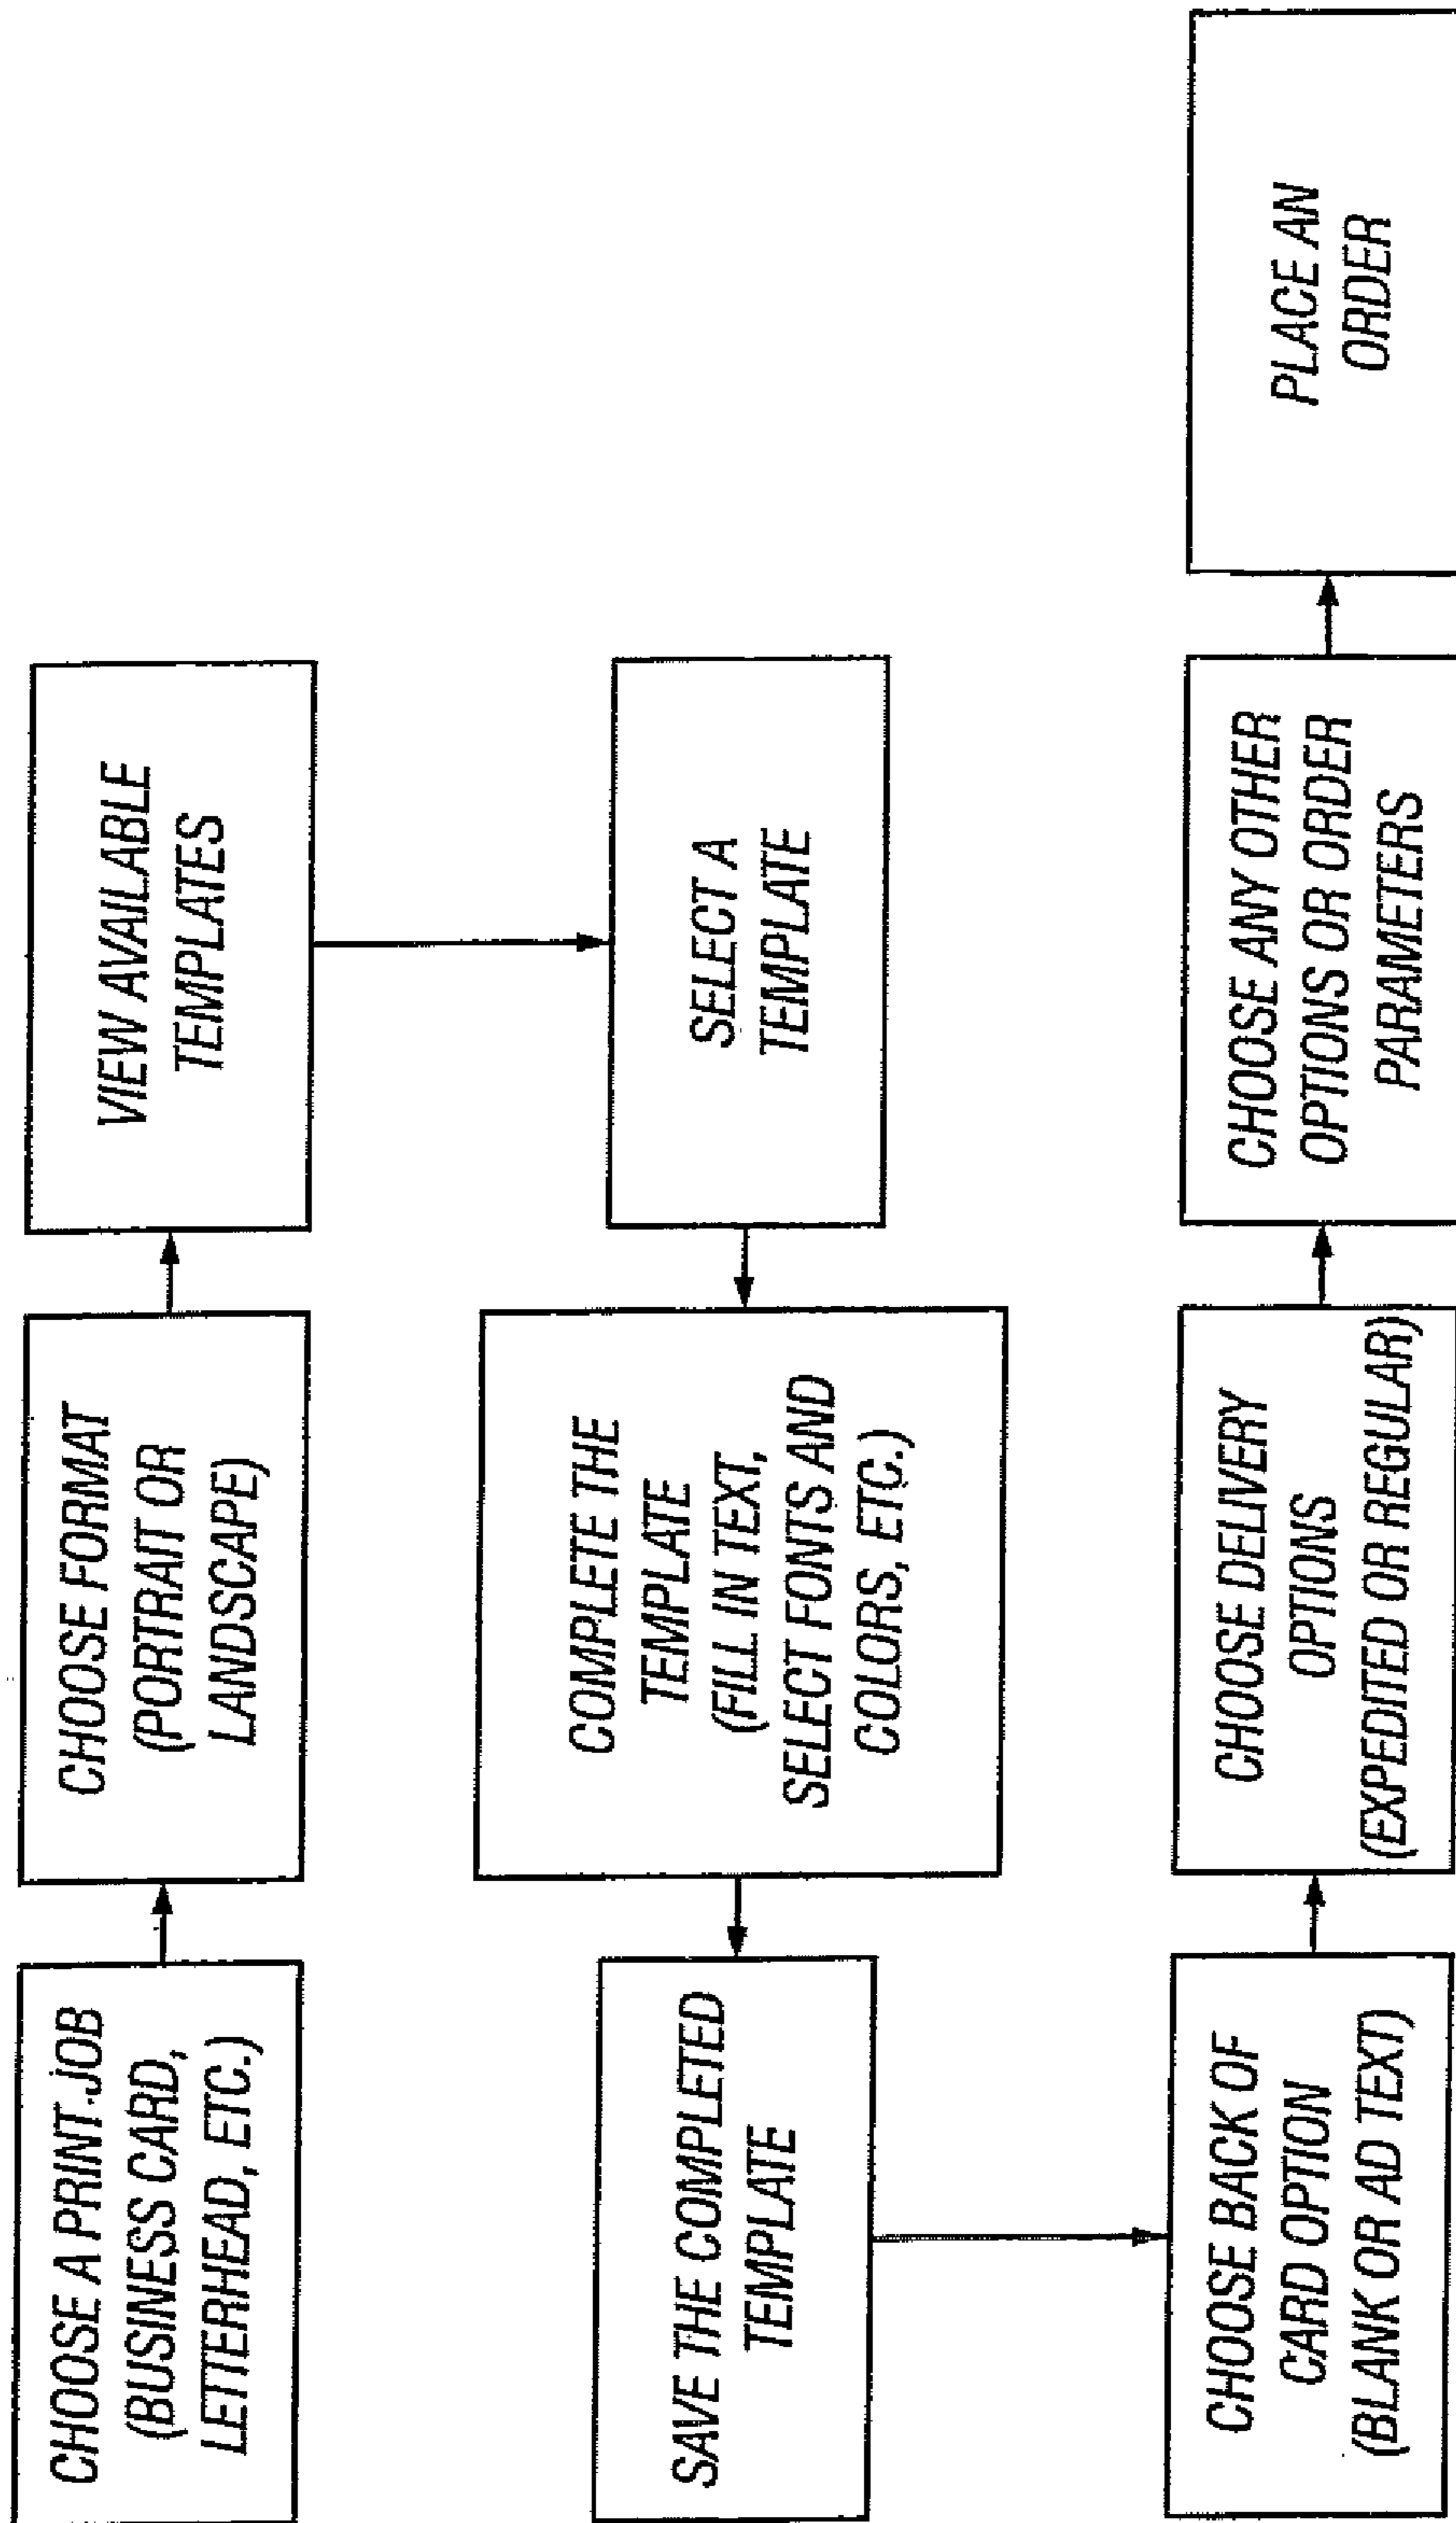 CHOOSE A PRINT JOB
(BUSINESS CARD,
LETTERHEAD, ETC.)
CHOOSE FORMAT
(PORTRAIT OR
LANDSCAPE)
VIEW AVAILABLE
TEMPLATES
SELECT A
TEMPLATE
COMPLETE THE
TEMPLATE
(FILL IN TEXT,
SELECT FONTS AND
COLORS, ETC.)
SAVE THE COMPLETED
TEMPLATE
CHOOSE BACK OF
CARD OPTION
(BLANK OR AD TEXT)
CHOOSE DELIVERY
OPTIONS
(EXPEDITED OR REGULAR)
CHOOSE ANY OTHER
OPTIONS OR ORDER
PARAMETERS
PLACE AN
ORDER